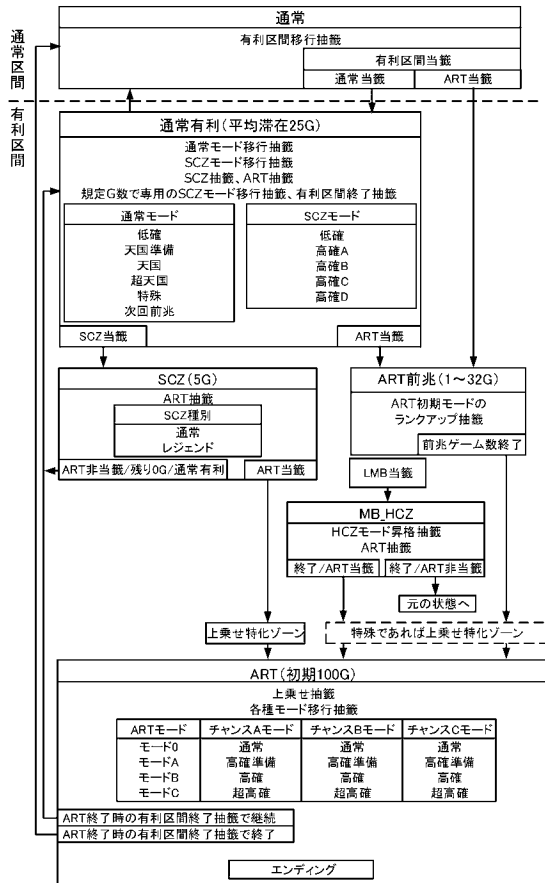 通常区間
通常
有利区間移行抽籤
有利区間当籤
通常当籤
ART当籤
有利区間
通常有利(平均滞在25G)
通常モード移行抽籤
SCZモード移行抽籤
SCZ抽籤、ART抽籤
規定G数で専用のSCZモード移行抽籤、有利区間終了抽籤
通常モード
低確
天国準備
天国
超天国
特殊
次回前兆
SCZモード
低確
高確A
高確B
高確C
高確D
SCZ当籤
ART当籤
SCZ(5G)
ART抽籤
SCZ種別
通常
レジェンド
ART非当籤/残り0G/通常有利
ART当籤
ART前兆(1～32G)
ART初期モードの
ランクアップ抽籤
前兆ゲーム数終了
LMB当籤
MB_HCZ
HCZモード昇格抽籤
ART抽籤
終了/ART当籤
終了/ART非当籤
元の状態へ
上乗せ特化ゾーン
特殊であれば上乗せ特化ゾーン
ART(初期100G)
上乗せ抽籤
各種モード移行抽籤
ARTモード チャンスAモード チャンスBモード チャンスCモード
モード0 通常 通常 通常
モードA 高確準備 高確準備 高確準備
モードB 高確 高確 高確
モードC 超高確 超高確 超高確
ART終了時の有利区間終了抽籤で継続
ART終了時の有利区間終了抽籤で終了
エンディング